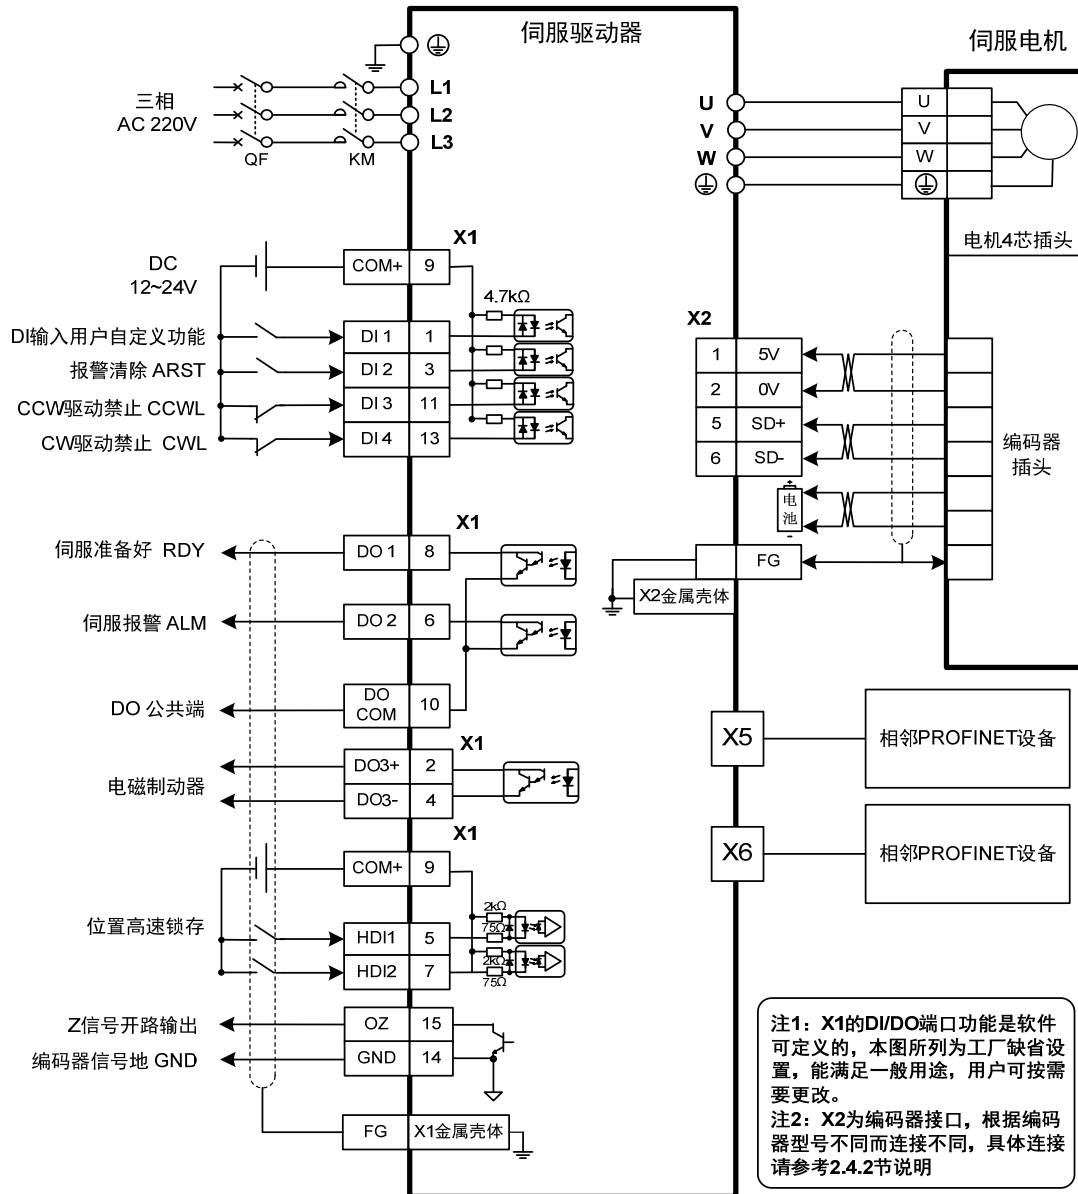 伺服驱动器
伺服电机
三相
AC 220V
QF
KM
L1
L2
L3
U
V
W
U
V
W
电机4芯插头
X1
DC
12~24V
COM+ 9
4.7kΩ
DI输入用户自定义功能
DI 1 1
报警清除 ARST
DI 2 3
CCW驱动禁止 CCWL
DI 3 11
CW驱动禁止 CWL
DI 4 13
X2
1 5V
2 0V
5 SD+
6 SD-
+
电
池
-
FG
X2金属壳体
编码器
插头
X1
伺服准备好 RDY
DO 1 8
伺服报警 ALM
DO 2 6
DO 公共端
DO
COM
10
X1
电磁制动器
DO3+ 2
DO3- 4
X1
COM+ 9
位置高速锁存
HDI1 5
HDI2 7
2kΩ
75Ω
2kΩ
75Ω
Z信号开路输出
OZ 15
编码器信号地 GND
GND 14
FG
X1金属壳体
X5
相邻PROFINET设备
X6
相邻PROFINET设备
注1：X1的DI/DO端口功能是软件
可定义的，本图所列为工厂缺省设
置，能满足一般用途，用户可按需
要更改。
注2：X2为编码器接口，根据编码
器型号不同而连接不同，具体连接
请参考2.4.2节说明